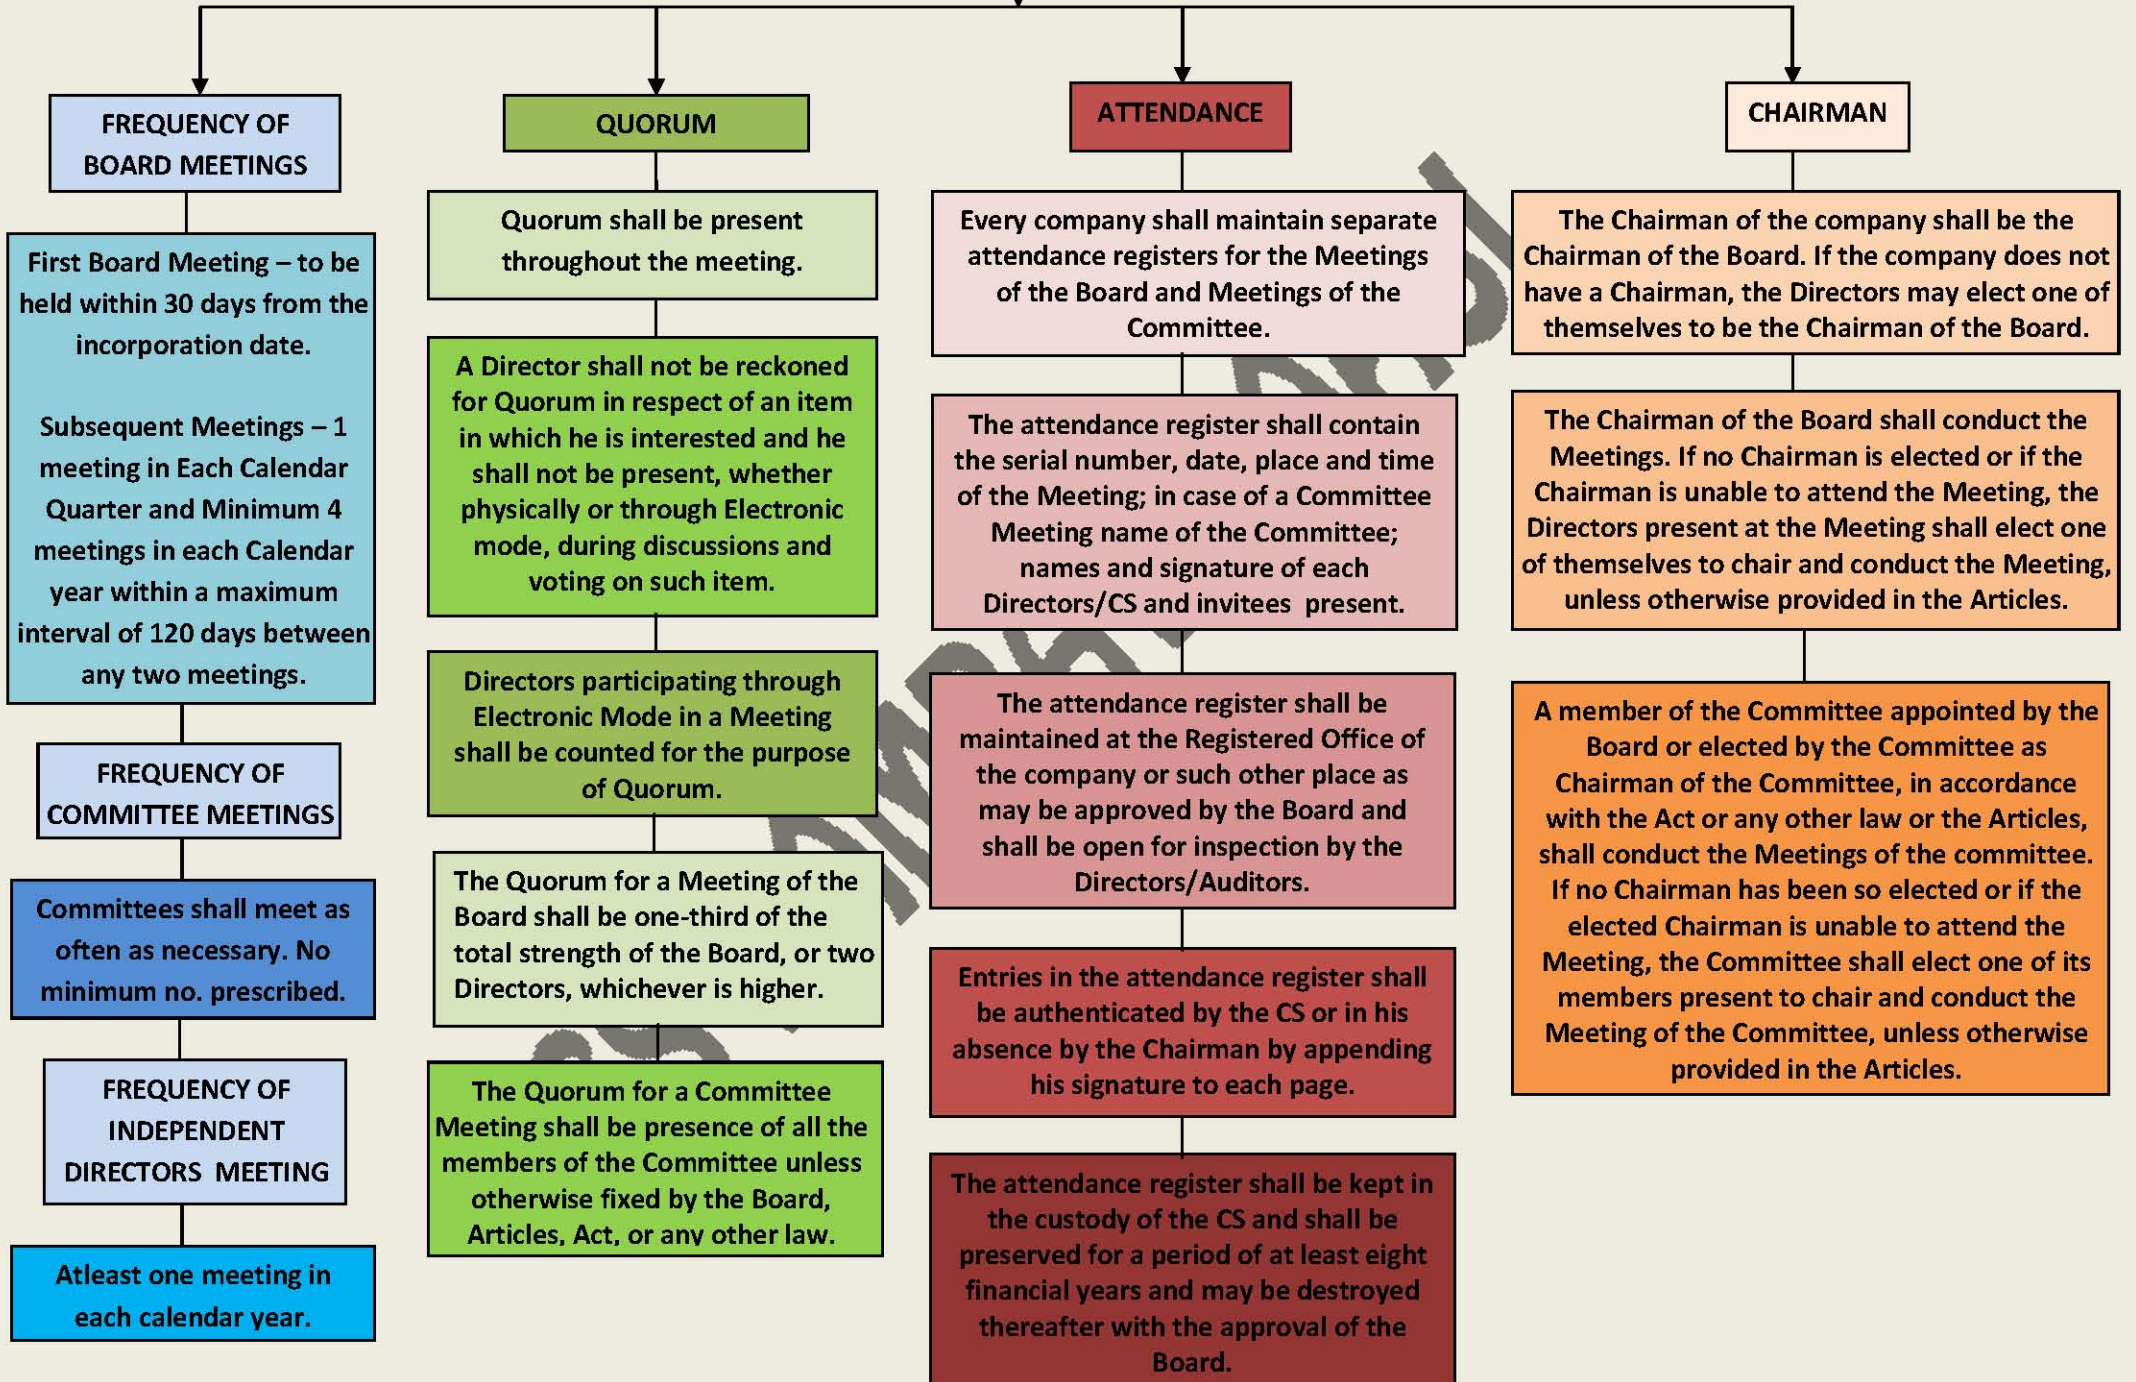 FREQUENCY OF
BOARD MEETINGS
First Board Meeting – to be
held within 30 days from the
incorporation date.
Subsequent Meetings – 1
meeting in Each Calendar
Quarter and Minimum 4
meetings in each Calendar
year within a maximum
interval of 120 days between
any two meetings.
FREQUENCY OF
COMMITTEE MEETINGS
Committees shall meet as
often as necessary. No
minimum no. prescribed.
FREQUENCY OF
INDEPENDENT
DIRECTORS MEETING
Atleast one meeting in
each calendar year.
QUORUM
Quorum shall be present
throughout the meeting.
A Director shall not be reckoned
for Quorum in respect of an item
in which he is interested and he
shall not be present, whether
physically or through Electronic
mode, during discussions and
voting on such item.
Directors participating through
Electronic Mode in a Meeting
shall be counted for the purpose
of Quorum.
The Quorum for a Meeting of the
Board shall be one-third of the
total strength of the Board, or two
Directors, whichever is higher.
The Quorum for a Committee
Meeting shall be presence of all the
members of the Committee unless
otherwise fixed by the Board,
Articles, Act, or any other law.
ATTENDANCE
Every company shall maintain separate
attendance registers for the Meetings
of the Board and Meetings of the
Committee.
The attendance register shall contain
the serial number, date, place and time
of the Meeting; in case of a Committee
Meeting name of the Committee;
names and signature of each
Directors/CS and invitees present.
The attendance register shall be
maintained at the Registered Office of
the company or such other place as
may be approved by the Board and
shall be open for inspection by the
Directors/Auditors.
Entries in the attendance register shall
be authenticated by the CS or in his
absence by the Chairman by appending
his signature to each page.
The attendance register shall be kept in
the custody of the CS and shall be
preserved for a period of at least eight
financial years and may be destroyed
thereafter with the approval of the
Board.
CHAIRMAN
The Chairman of the company shall be the
Chairman of the Board. If the company does not
have a Chairman, the Directors may elect one of
themselves to be the Chairman of the Board.
The Chairman of the Board shall conduct the
Meetings. If no Chairman is elected or if the
Chairman is unable to attend the Meeting, the
Directors present at the Meeting shall elect one
of themselves to chair and conduct the Meeting,
unless otherwise provided in the Articles.
A member of the Committee appointed by the
Board or elected by the Committee as
Chairman of the Committee, in accordance
with the Act or any other law or the Articles,
shall conduct the Meetings of the committee.
If no Chairman has been so elected or if the
elected Chairman is unable to attend the
Meeting, the Committee shall elect one of its
members present to chair and conduct the
Meeting of the Committee, unless otherwise
provided in the Articles.